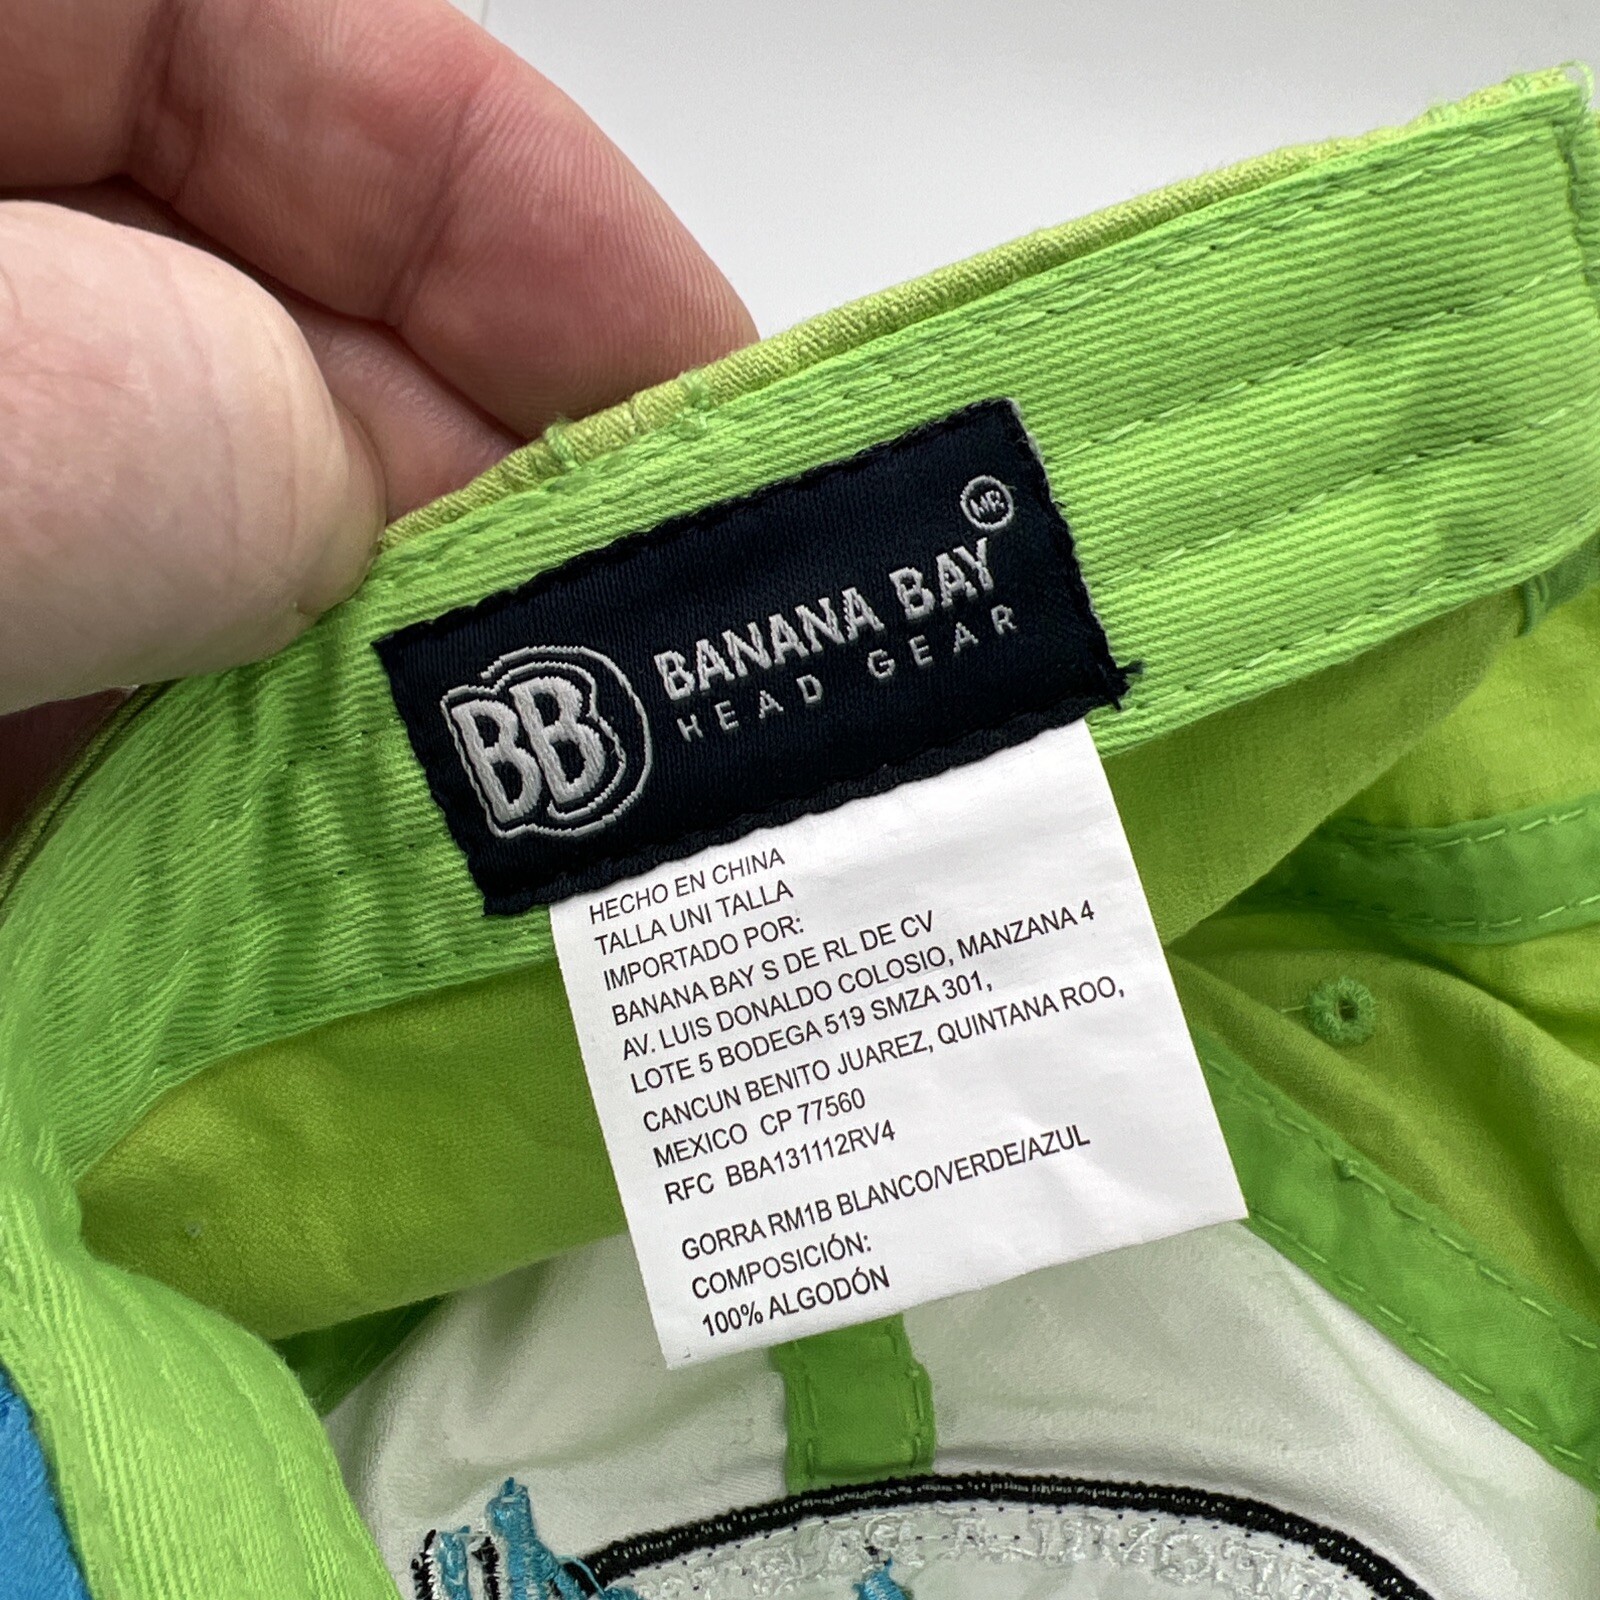 MR
BB BANANA BAY
HEAD GEAR
HECHO EN CHINA
TALLA UNI TALLA
IMPORTADO POR:
BANANA BAY S DE RL DE CV
AV. LUIS DONALDO COLOSIO, MANZANA 4
LOTE 5 BODEGA 519 SMZA 301,
CANCUN BENITO JUAREZ, QUINTANA ROO,
MEXICO CP 77560
RFC BBA131112RV4
GORRA RM1B BLANCO/VERDE/AZUL
COMPOSICIÓN:
100% ALGODÓN